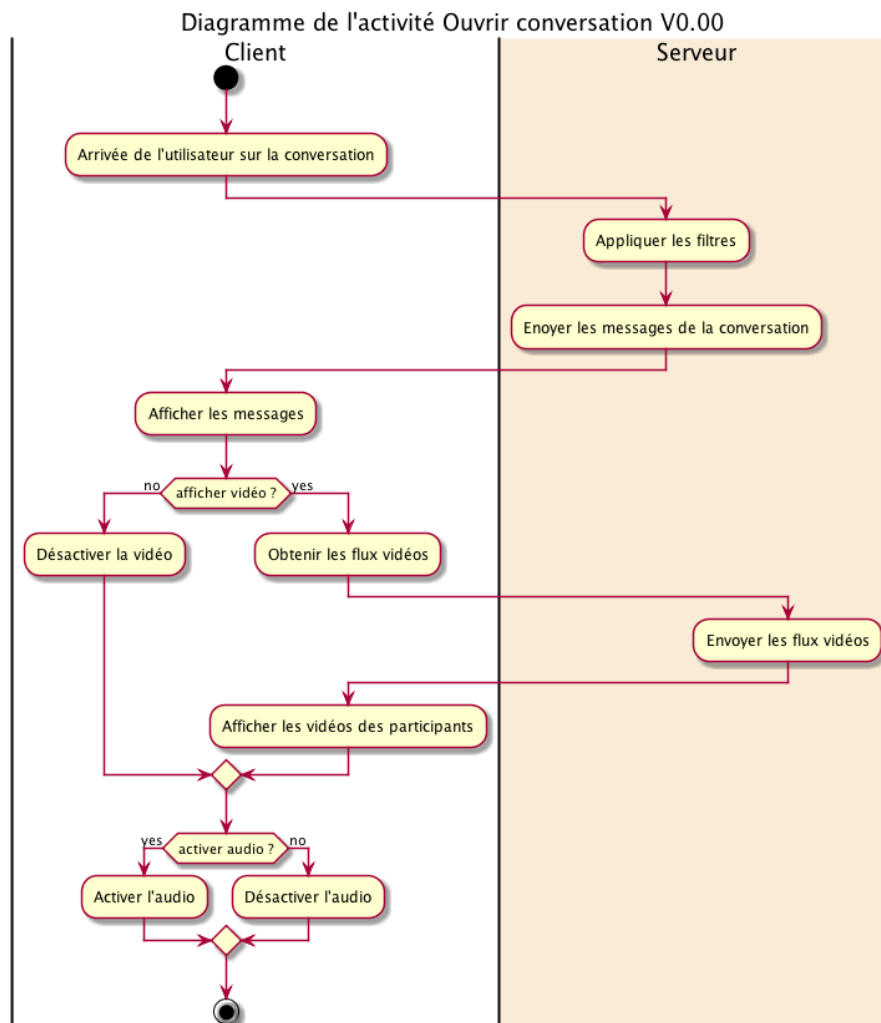 Diagramme de l'activité Ouvrir conversation V0.00
Client
Serveur
Arrivée de l'utilisateur sur la conversation
Appliquer les filtres
Enoyer les messages de la conversation
Afficher les messages
no
afficher vidéo ?
yes
Désactiver la vidéo
Obtenir les flux vidéos
Envoyer les flux vidéos
Afficher les vidéos des participants
yes
activer audio ?
no
Activer l'audio
Désactiver l'audio